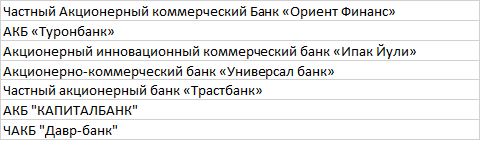 Частный Акционерный коммерческий Банк «Ориент Финанс»
АКБ «Туронбанк»
Акционерный инновационный коммерческий банк «Ипак Йули»
Акционерно-коммерческий банк «Универсал банк»
Частный акционерный банк «Трастбанк»
АКБ "КАПИТАЛБАНК"
ЧАКБ "Давр-банк"